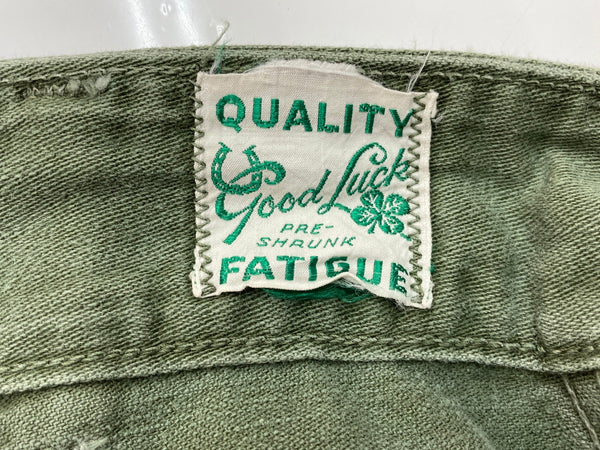 QUALITY
Good Luck
PRE-
SHRUNK
FATIGUE